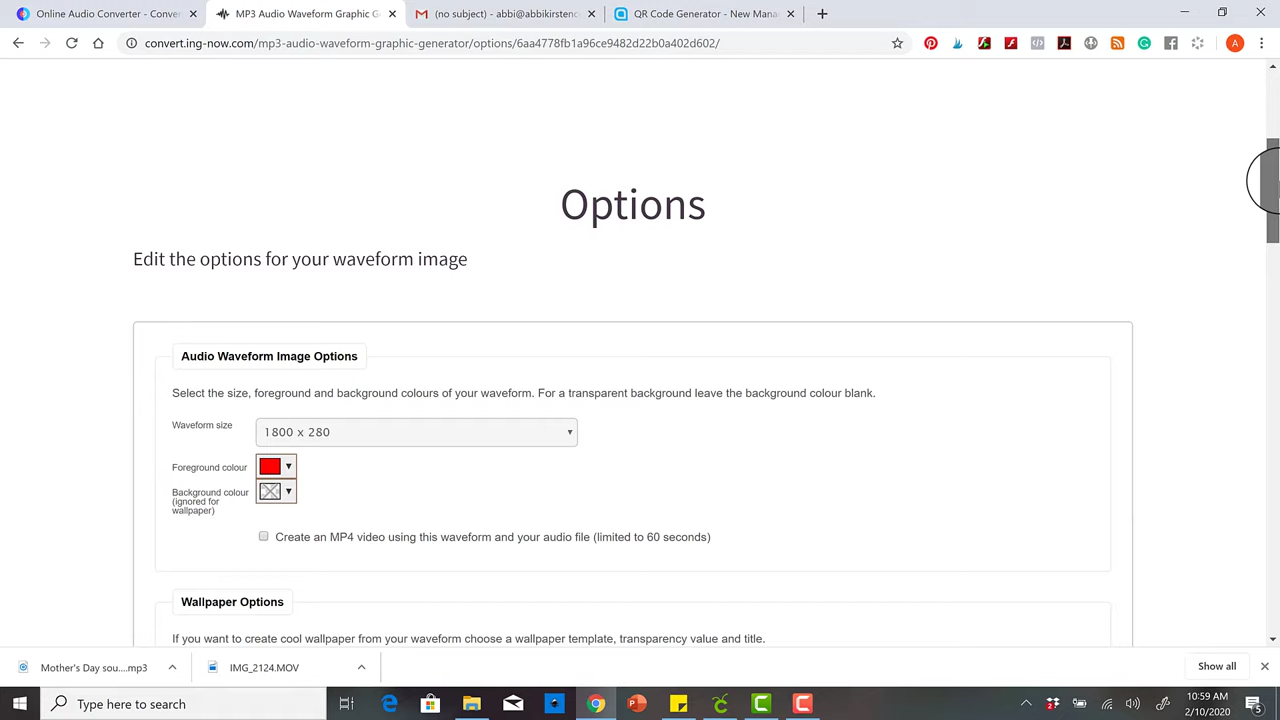 Online Audio Converter - Conver
MP3 Audio Waveform Graphic G
(no subject) - abbi@abbikirstenc
QR Code Generator. New Mana
convert.ing-now.com/mp3-audio-waveform-graphic-generator/options/6aa4778fb1a96ce9482d22b0a402d602/
A
Options
Edit the options for your waveform image
Audio Waveform Image Options
Select the size, foreground and background colours of your waveform. For a transparent background leave the background colour blank.
Waveform size
1800 x 280
Foreground colour
Background colour
(ignored for
wallpaper)
Create an MP4 video using this waveform and your audio file (limited to 60 seconds)
Wallpaper Options
If you want to create cool wallpaper from your waveform choose a wallpaper template, transparency value and title.
Mother's Day sou....mp3
IMG_2124.MOV
Show all
Type here to search
10:59 AM
2/10/2020